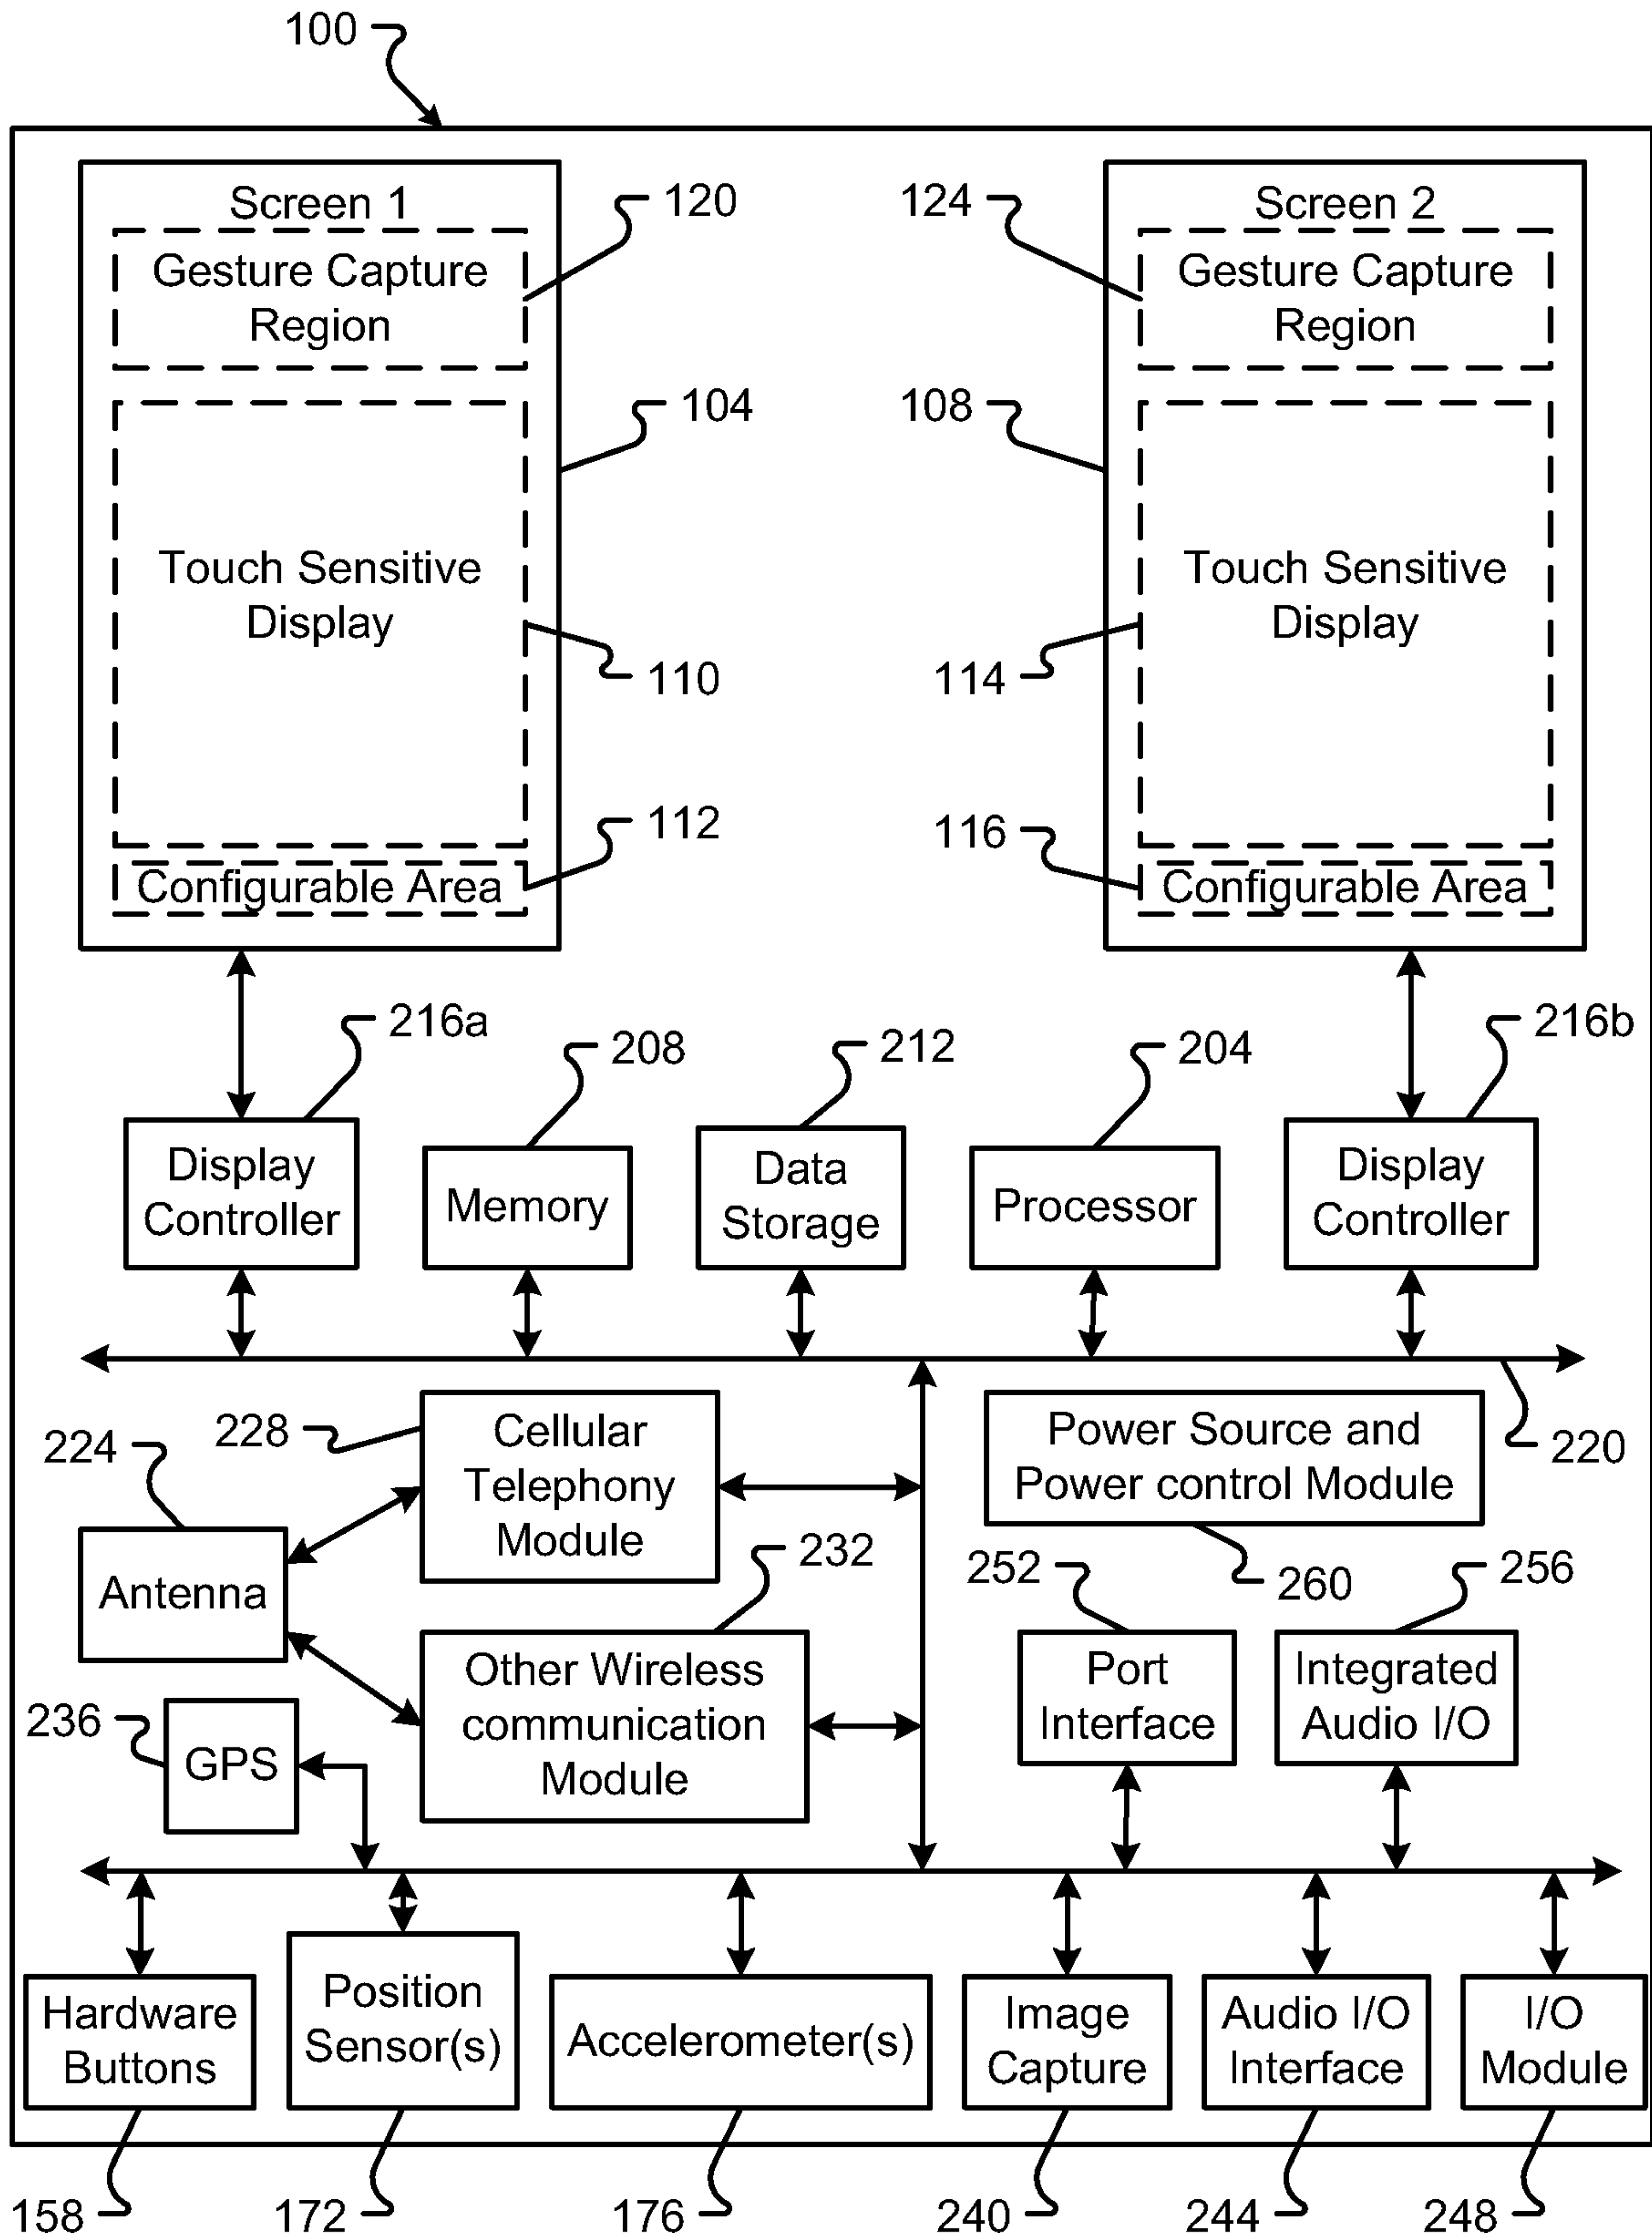 100
Screen 1
Gesture Capture
Region
120
Touch Sensitive
Display
104
110
Configurable Area
112
Screen 2
Gesture Capture
Region
124
Touch Sensitive
Display
108
114
Configurable Area
116
216a
208
212
204
216b
Display
Controller
Memory
Data
Storage
Processor
Display
Controller
220
228
Cellular
Telephony
Module
Power Source and
Power control Module
260
224
Antenna
232
Other Wireless
communication
Module
252
Port
Interface
256
Integrated
Audio I/O
236
GPS
Hardware
Buttons
Position
Sensor(s)
Accelerometer(s)
Image
Capture
Audio I/O
Interface
I/O
Module
158
172
176
240
244
248